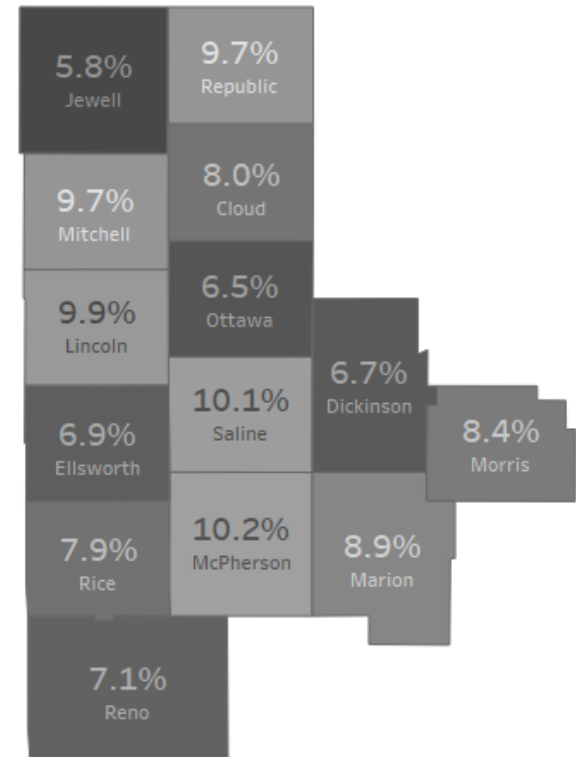 5.8%
Jewell
9.7%
Republic
9.7%
Mitchell
8.0%
Cloud
9.9%
Lincoln
6.5%
Ottawa
6.7%
Dickinson
10.1%
Saline
8.4%
Morris
6.9%
Ellsworth
10.2%
McPherson
8.9%
Marion
7.9%
Rice
7.1%
Reno